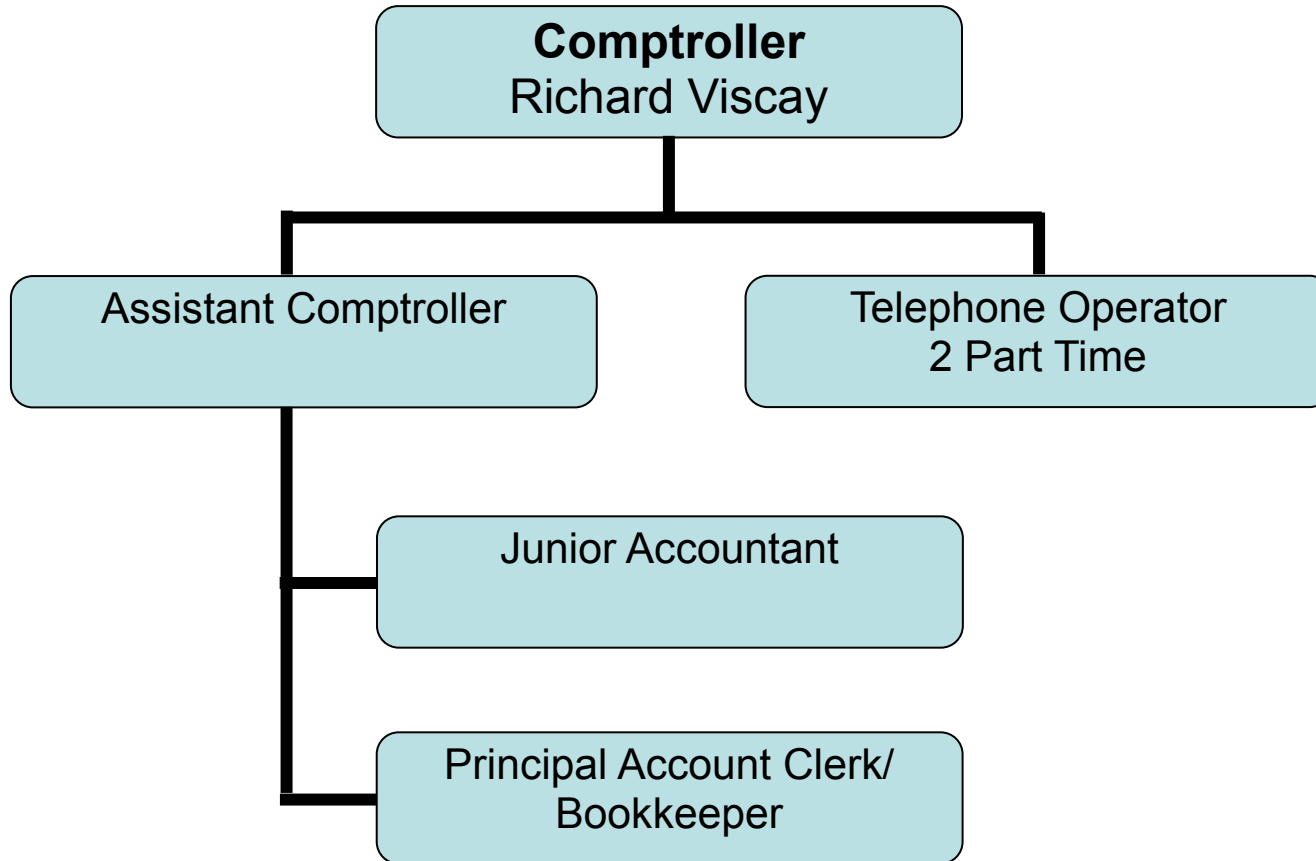 Comptroller
Richard Viscay
Assistant Comptroller
Telephone Operator
2 Part Time
Junior Accountant
Principal Account Clerk/
Bookkeeper